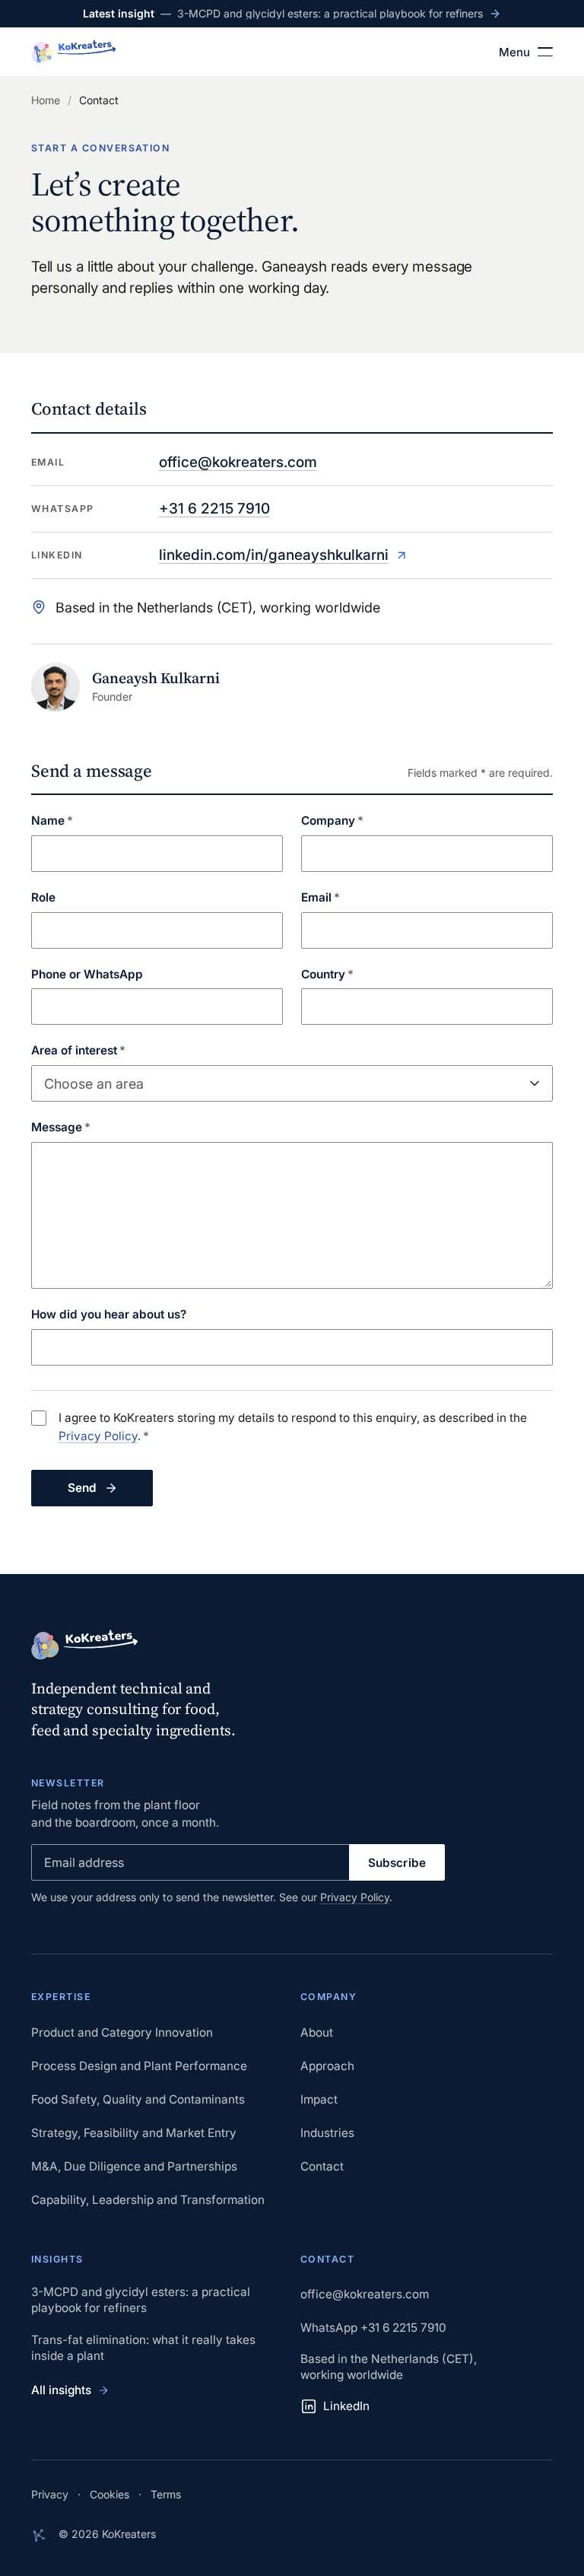 Latest insight — 3-MCPD and glycidyl esters: a practical playbook for refiners →
KoKreaters
Menu
Home / Contact
START A CONVERSATION
Let’s create
something together.
Tell us a little about your challenge. Ganeaysh reads every message
personally and replies within one working day.
Contact details
EMAIL office@kokreaters.com
WHATSAPP +31 6 2215 7910
LINKEDIN linkedin.com/in/ganeayshkulkarni
Based in the Netherlands (CET), working worldwide
Ganeaysh Kulkarni
Founder
Send a message
Fields marked * are required.
Name *
Company *
Role
Email *
Phone or WhatsApp
Country *
Area of interest *
Choose an area
Message *
How did you hear about us?
I agree to KoKreaters storing my details to respond to this enquiry, as described in the
Privacy Policy. *
Send →
KoKreaters
Independent technical and
strategy consulting for food,
feed and specialty ingredients.
NEWSLETTER
Field notes from the plant floor
and the boardroom, once a month.
Email address
Subscribe
We use your address only to send the newsletter. See our Privacy Policy.
EXPERTISE
Product and Category Innovation
Process Design and Plant Performance
Food Safety, Quality and Contaminants
Strategy, Feasibility and Market Entry
M&A, Due Diligence and Partnerships
Capability, Leadership and Transformation
COMPANY
About
Approach
Impact
Industries
Contact
INSIGHTS
3-MCPD and glycidyl esters: a practical
playbook for refiners
Trans-fat elimination: what it really takes
inside a plant
All insights →
CONTACT
office@kokreaters.com
WhatsApp +31 6 2215 7910
Based in the Netherlands (CET),
working worldwide
LinkedIn
Privacy · Cookies · Terms
© 2026 KoKreaters